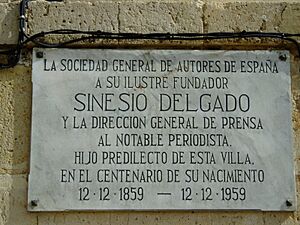 LA SOCIEDAD GENERAL DE AUTORES DE ESPAÑA
A SU ILUSTRE FUNDADOR
SINESIO DELGADO
Y LA DIRECCION GENERAL DE PRENSA
AL NOTABLE PERIODISTA.
HIJO PREDILECTO DE ESTA VILLA.
EN EL CENTENARIO DE SU NACIMIENTO
12-12-1859 — 12-12-1959